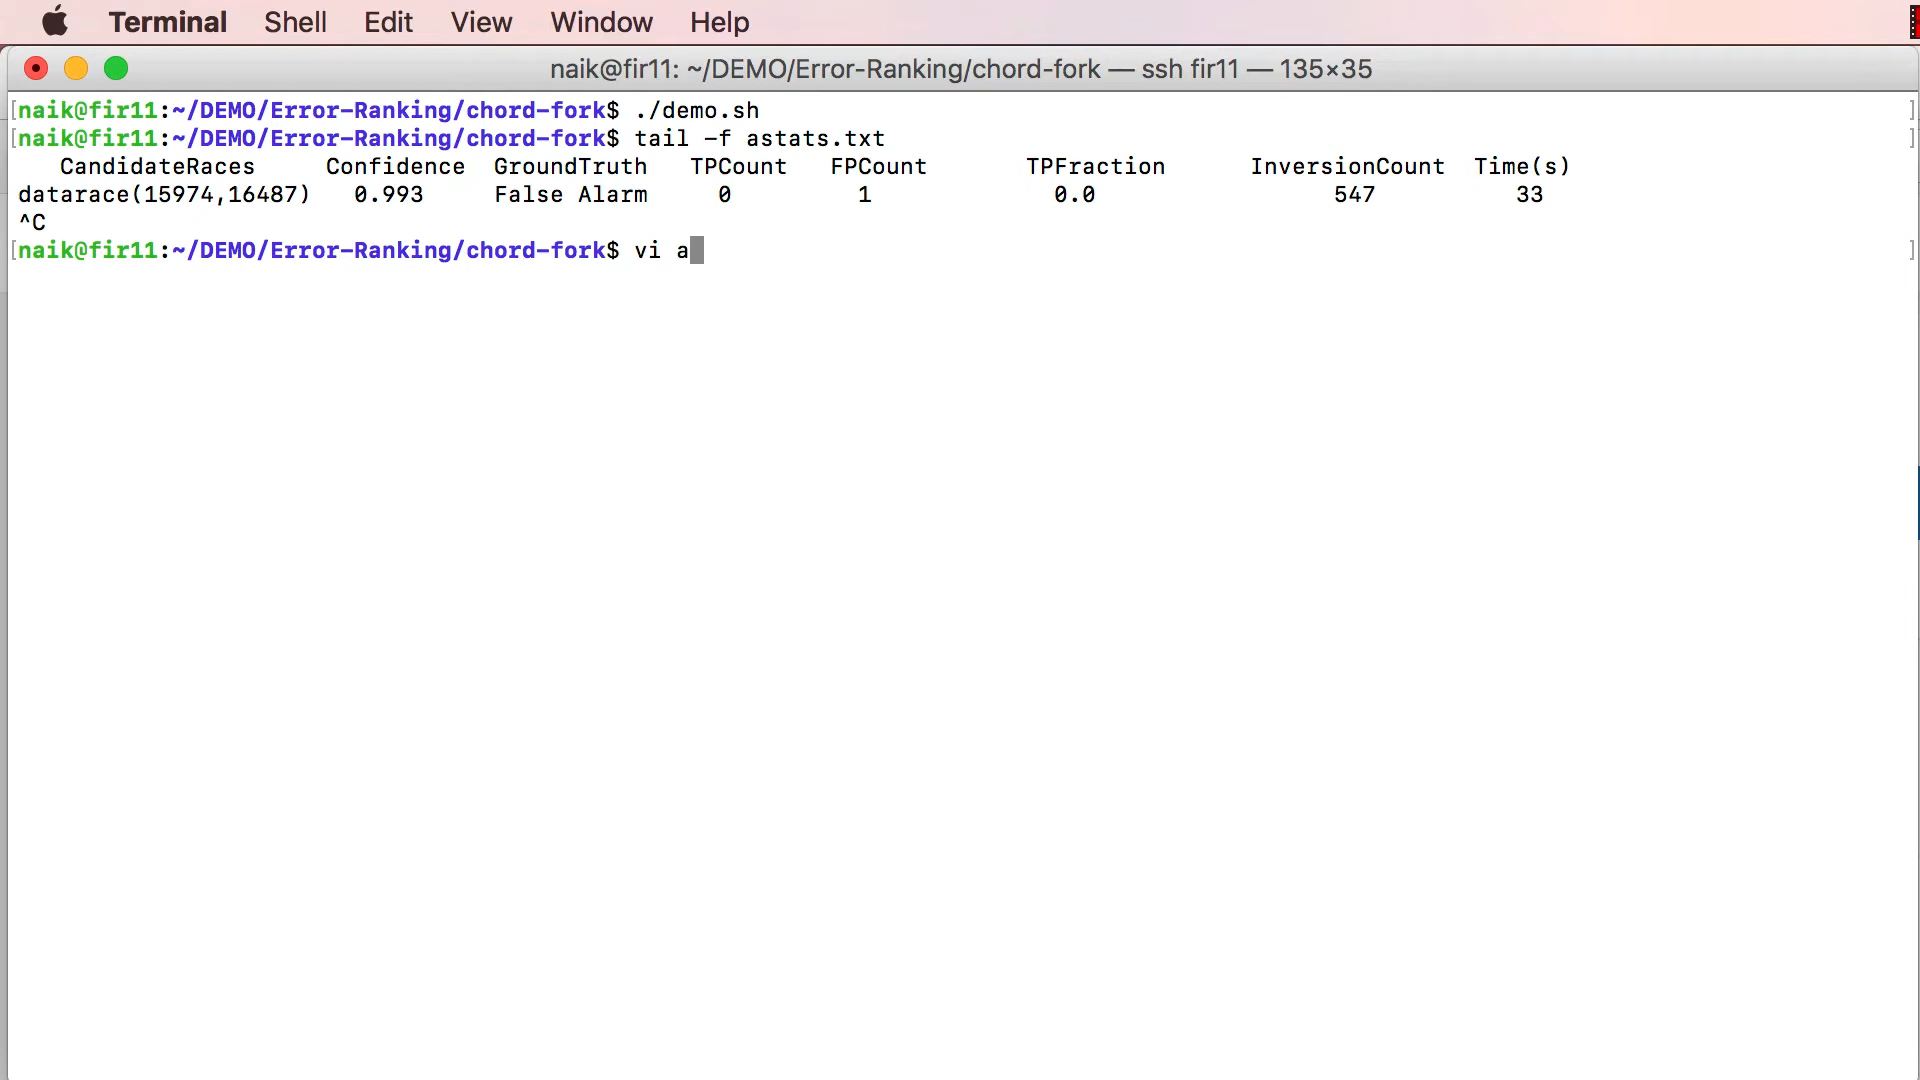 Terminal Shell Edit View Window Help
naik@fir11: ~/DEMO/Error-Ranking/chord-fork — ssh fir11 — 135×35
[naik@fir11:~/DEMO/Error-Ranking/chord-fork$ ./demo.sh ]
[naik@fir11:~/DEMO/Error-Ranking/chord-fork$ tail -f astats.txt ]
CandidateRaces Confidence GroundTruth TPCount FPCount TPFraction InversionCount Time(s)
datarace(15974,16487) 0.993 False Alarm 0 1 0.0 547 33
^C
[naik@fir11:~/DEMO/Error-Ranking/chord-fork$ vi a ]